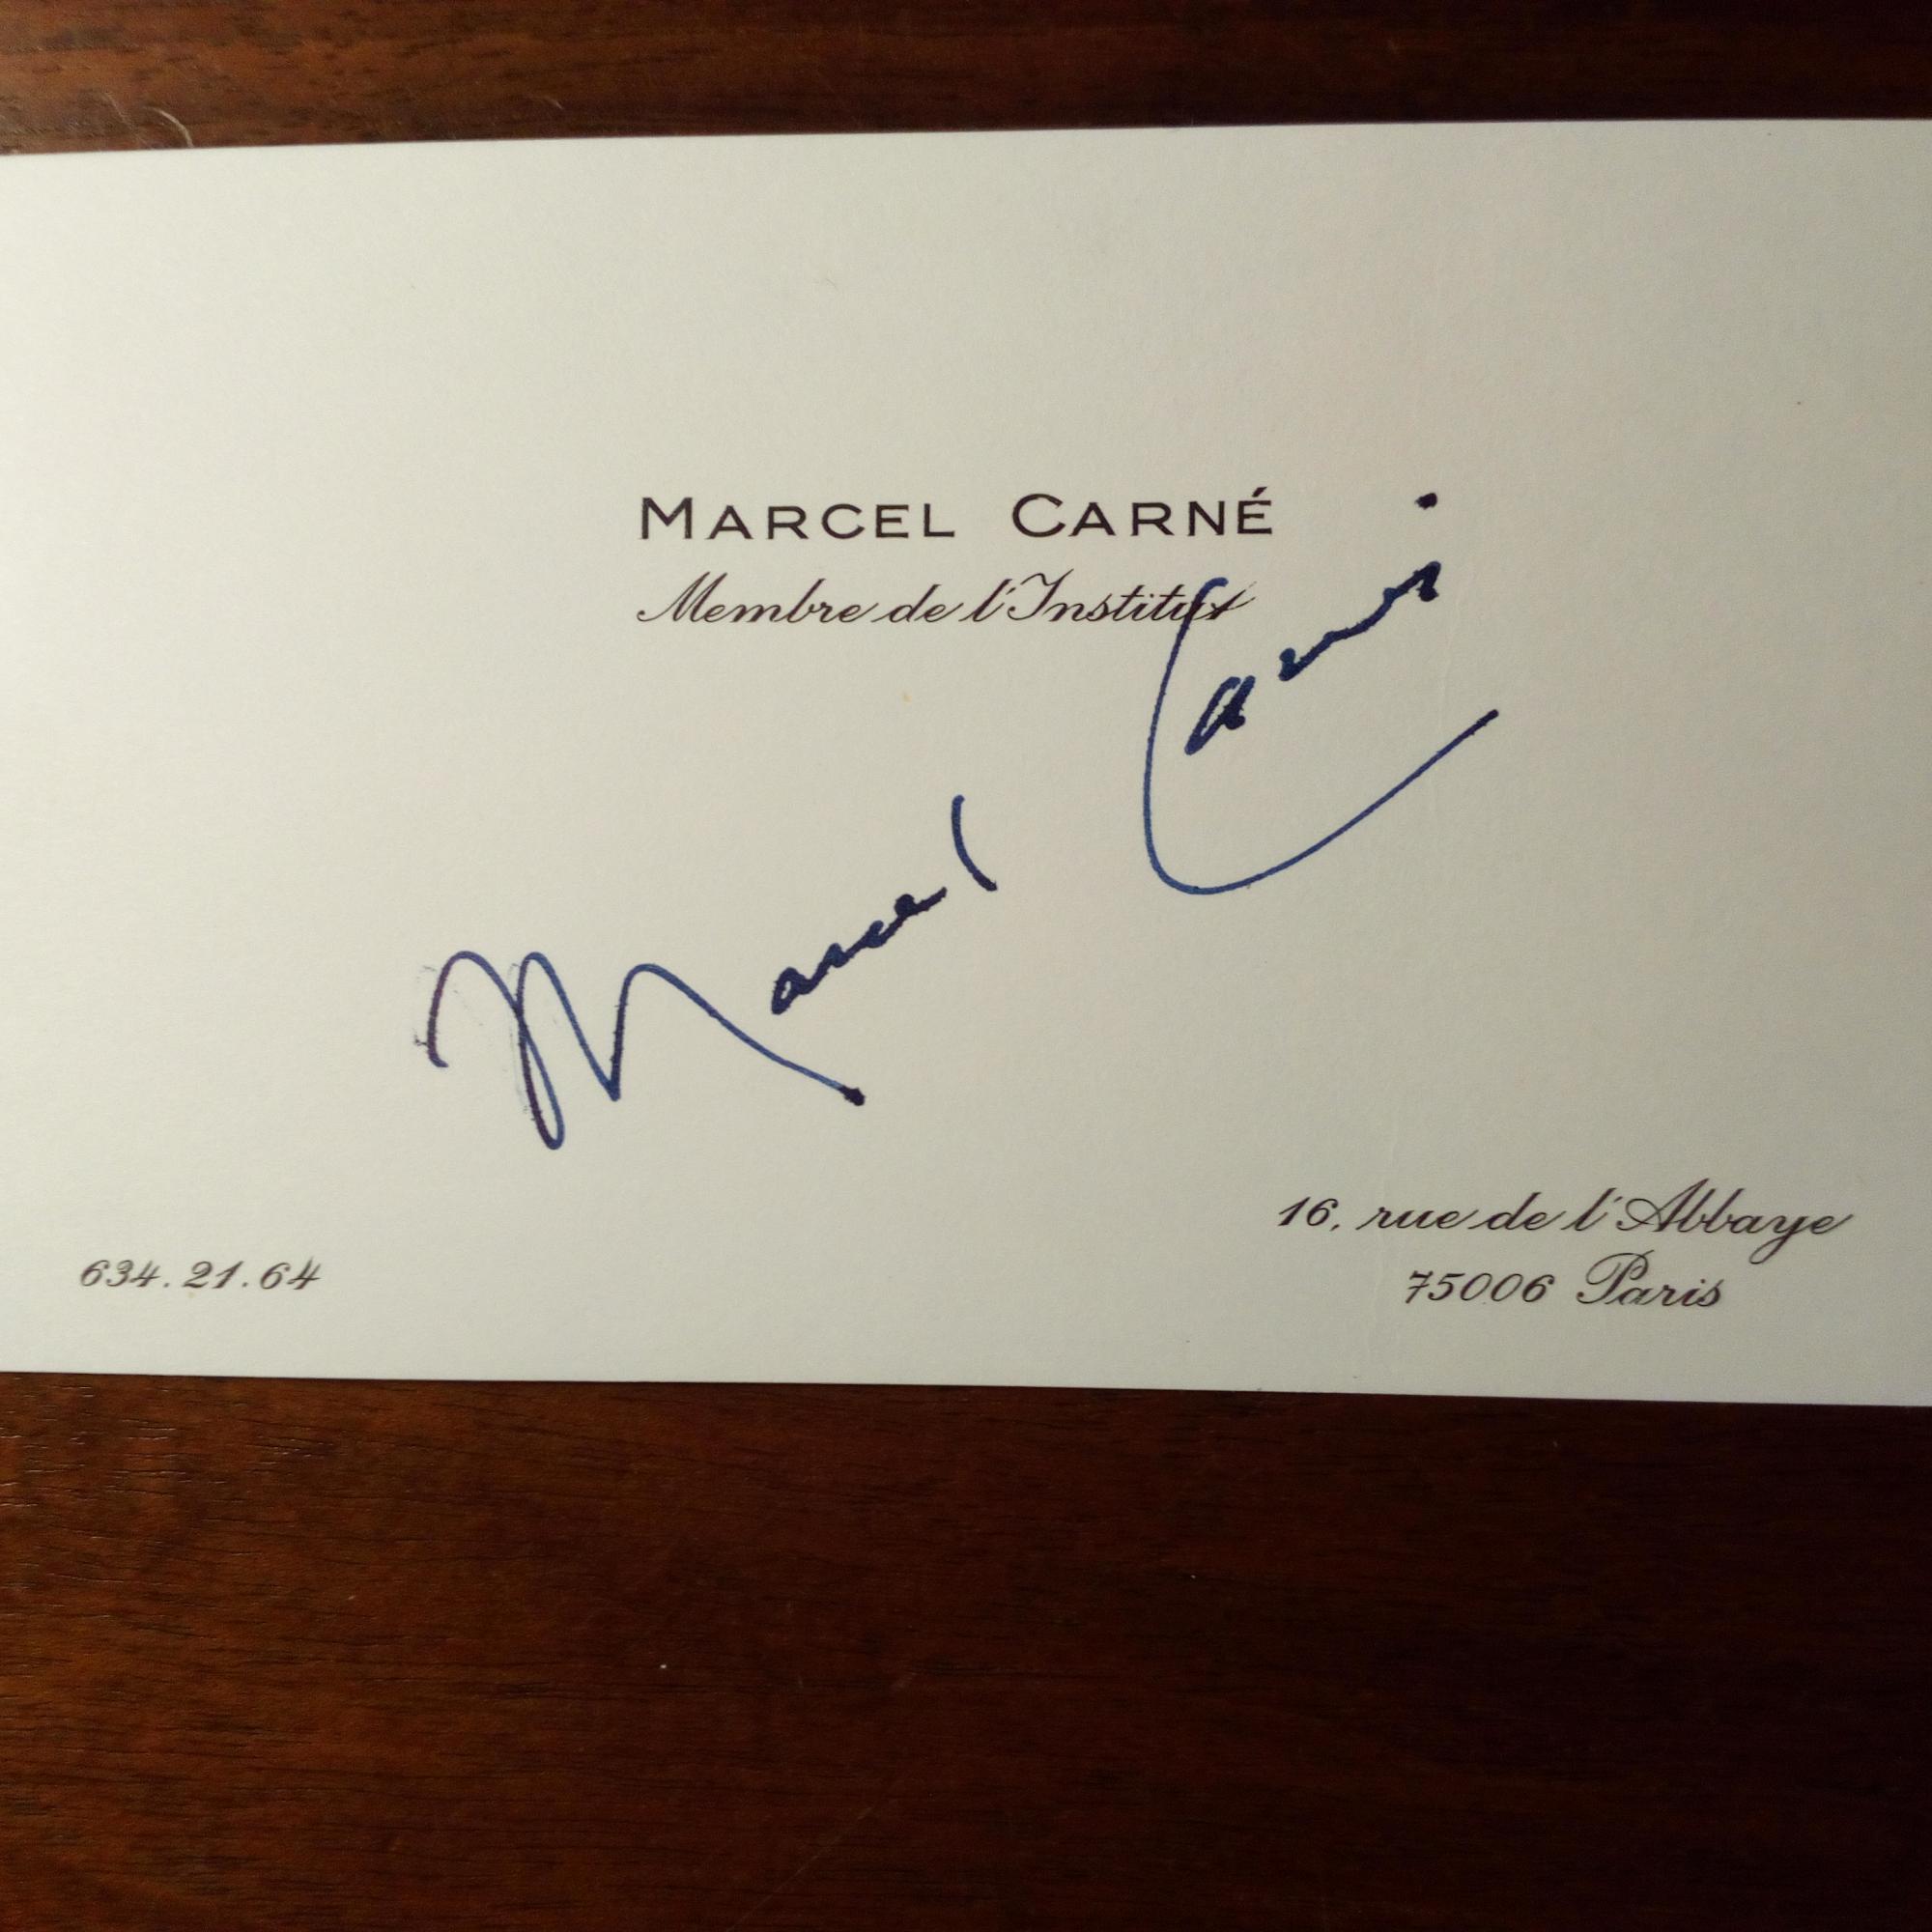 MARCEL CARNÉ
Membre de l'Institut
Marcel Carné
634.21.64
16, rue de l'Abbaye
75006 Paris